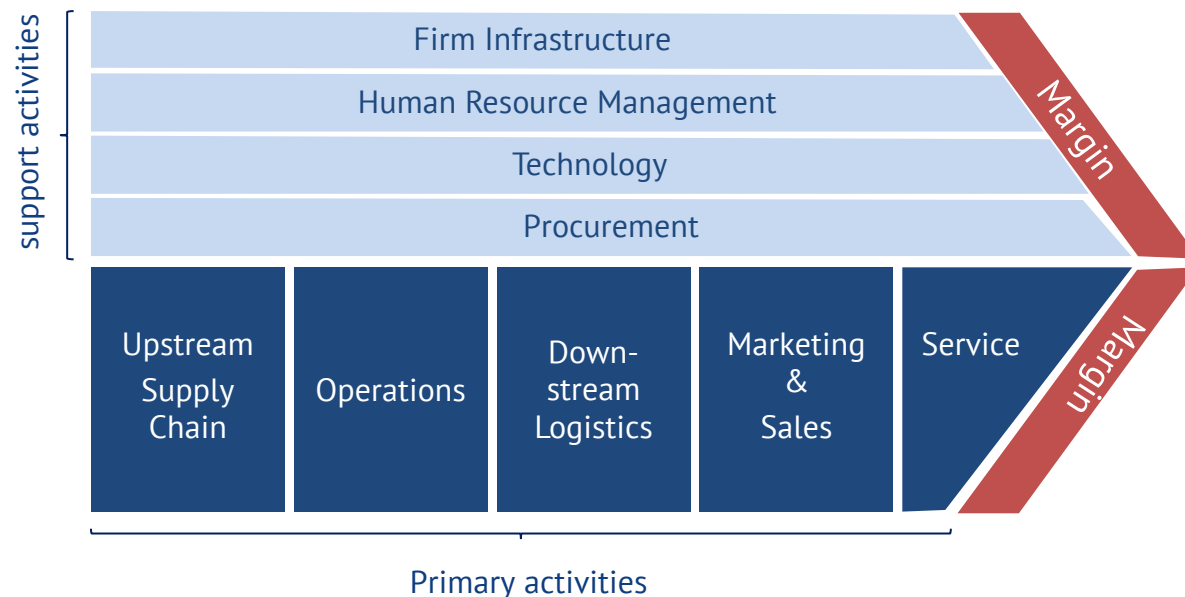 support activities
Firm Infrastructure
Human Resource Management
Technology
Procurement
Margin
Upstream
Supply
Chain
Operations
Down-
stream
Logistics
Marketing
&
Sales
Service
Margin
Primary activities